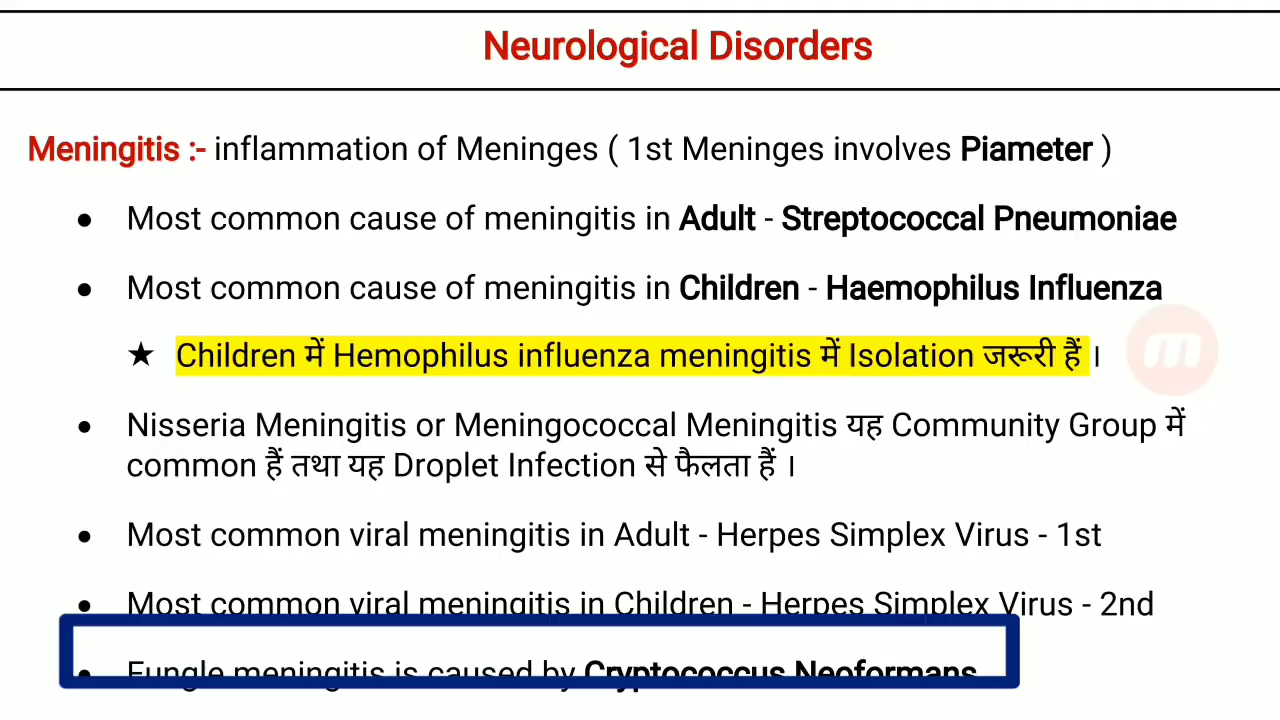 Neurological Disorders
Meningitis :- inflammation of Meninges ( 1st Meninges involves Piameter )
● Most common cause of meningitis in Adult - Streptococcal Pneumoniae
● Most common cause of meningitis in Children - Haemophilus Influenza
★ Children में Hemophilus influenza meningitis में Isolation जरूरी हैं ।
● Nisseria Meningitis or Meningococcal Meningitis यह Community Group में
common हैं तथा यह Droplet Infection से फैलता हैं ।
● Most common viral meningitis in Adult - Herpes Simplex Virus - 1st
● Most common viral meningitis in Children - Herpes Simplex Virus - 2nd
● Fungle meningitis is caused by Cryptococcus Neoformans